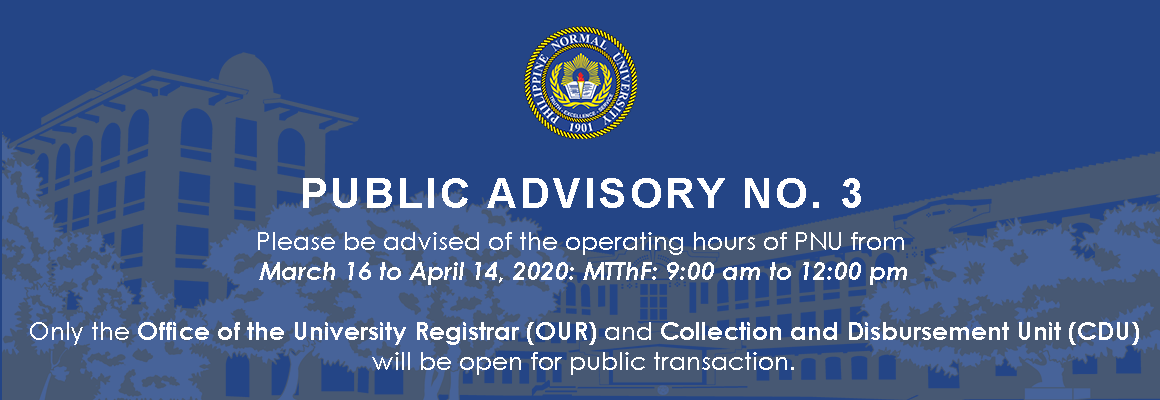 PHILIPPINE NORMAL UNIVERSITY
1901
PUBLIC ADVISORY NO. 3
Please be advised of the operating hours of PNU from
March 16 to April 14, 2020: MTThF: 9:00 am to 12:00 pm
Only the Office of the University Registrar (OUR) and Collection and Disbursement Unit (CDU)
will be open for public transaction.